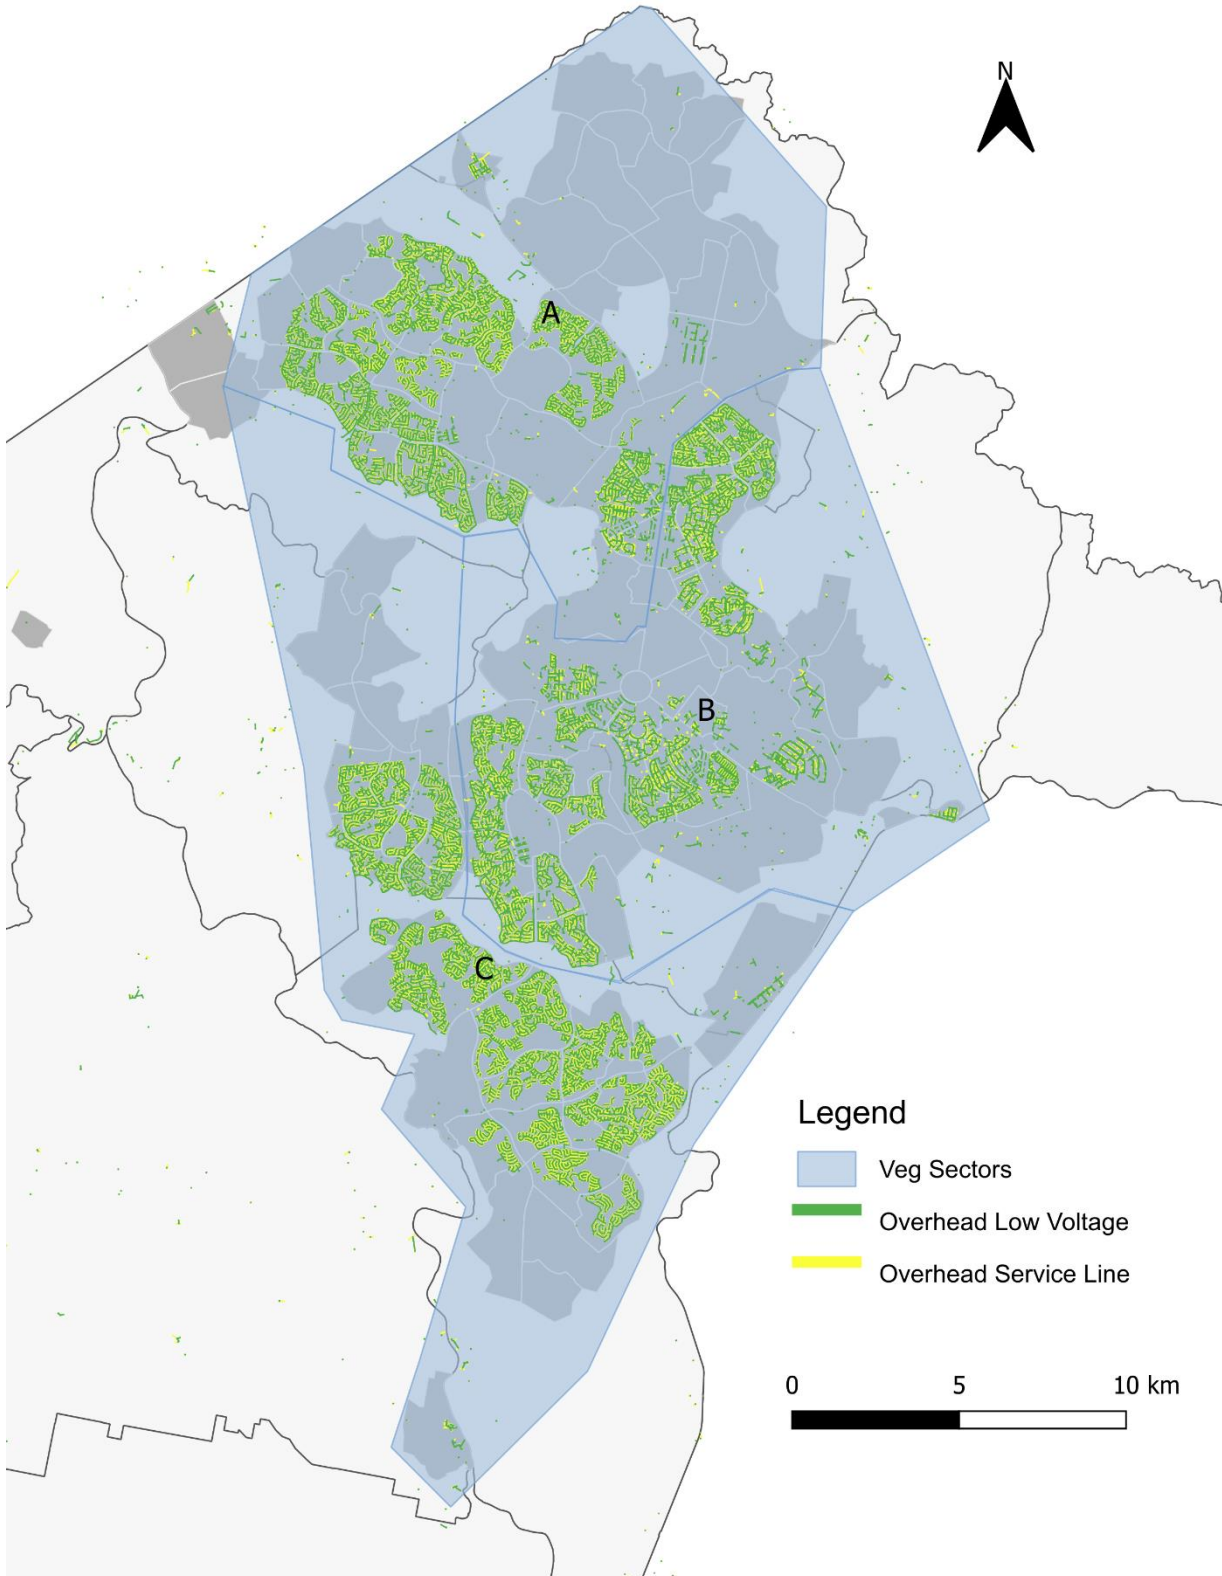 N
A
B
C
Legend
Veg Sectors
Overhead Low Voltage
Overhead Service Line
0 5 10 km